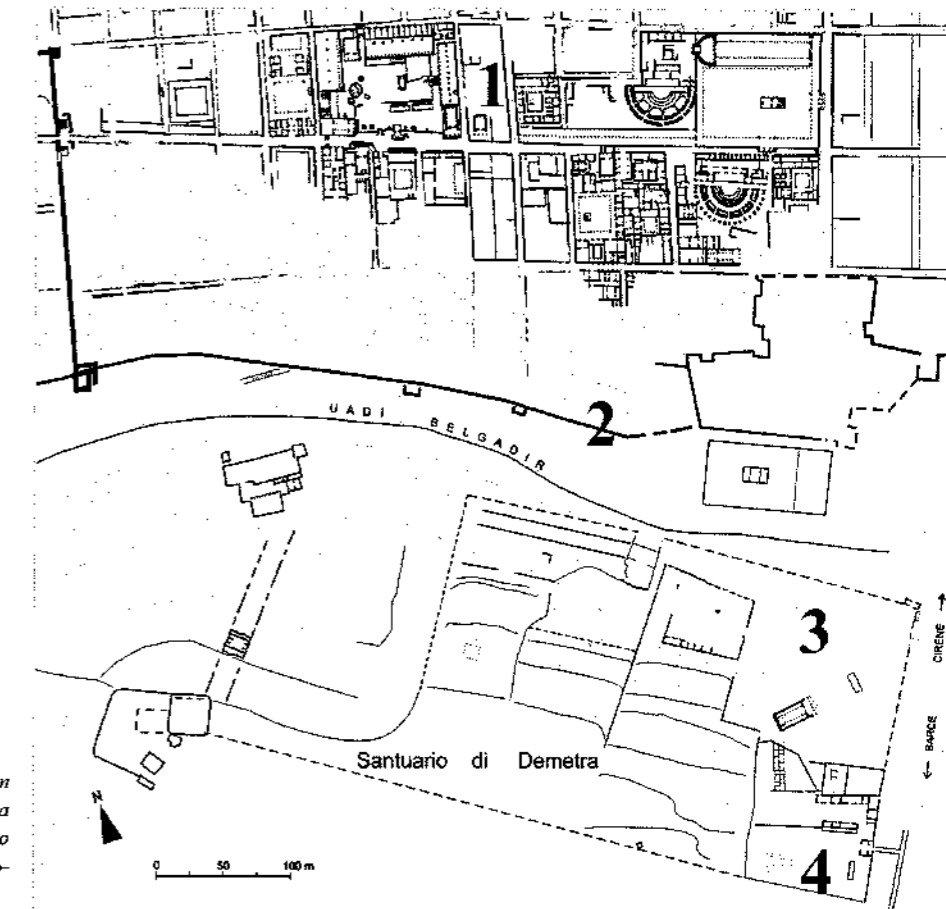 1
2
UADI BELGADIR
3
CIRENE
BARCE
Santuario di Demetra
F
m
a
o
N
0 50 100 m
4